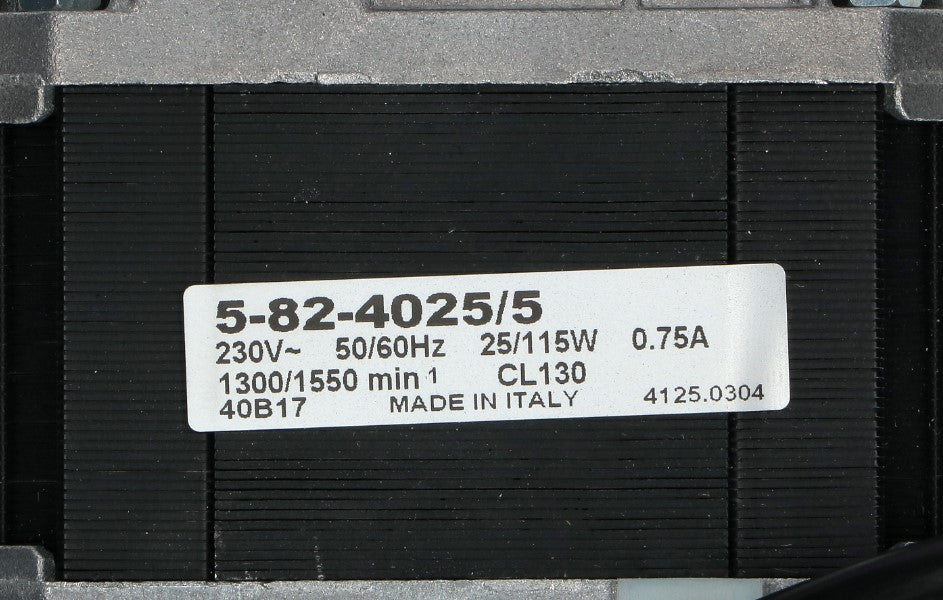 5-82-4025/5
230V~ 50/60Hz 25/115W 0.75A
1300/1550 min 1 CL130
40B17 MADE IN ITALY 4125.0304